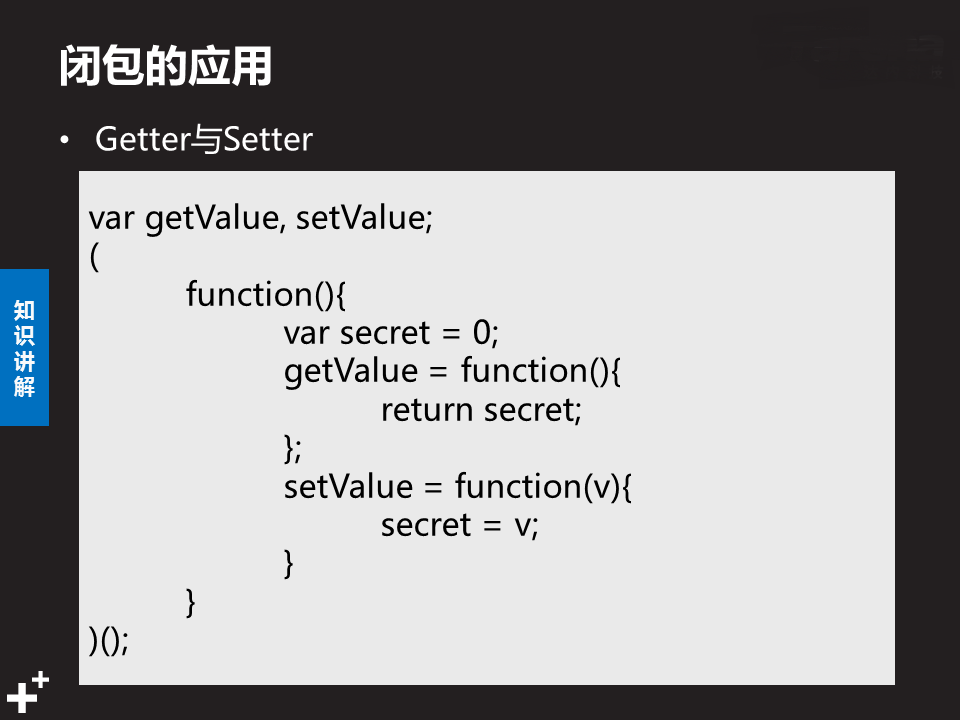 闭包的应用
• Getter与Setter
var getValue, setValue;
(
function(){
var secret = 0;
getValue = function(){
return secret;
};
setValue = function(v){
secret = v;
}
}
)();
知识讲解